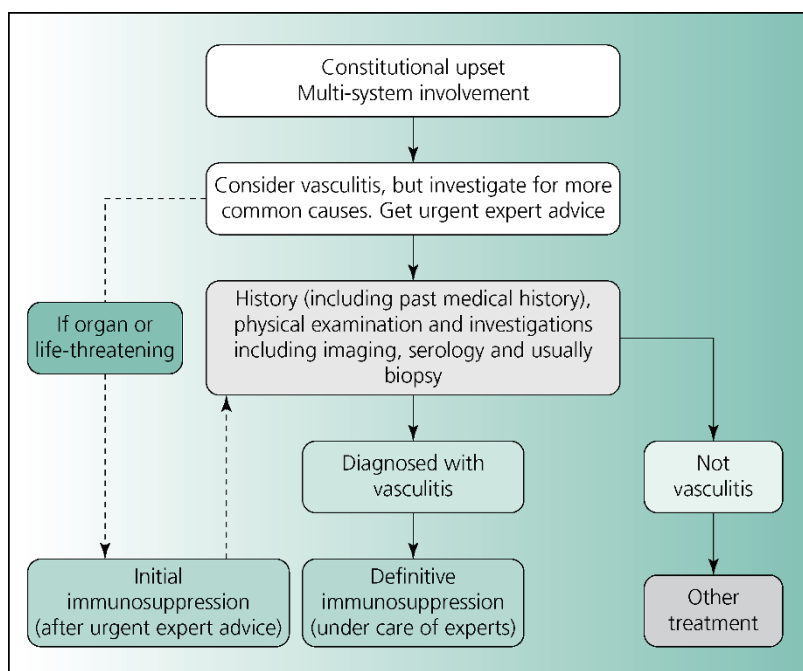 Constitutional upset
Multi-system involvement
Consider vasculitis, but investigate for more
common causes. Get urgent expert advice
If organ or
life-threatening
History (including past medical history),
physical examination and investigations
including imaging, serology and usually
biopsy
Diagnosed with
vasculitis
Not
vasculitis
Initial
immunosuppression
(after urgent expert advice)
Definitive
immunosuppression
(under care of experts)
Other
treatment